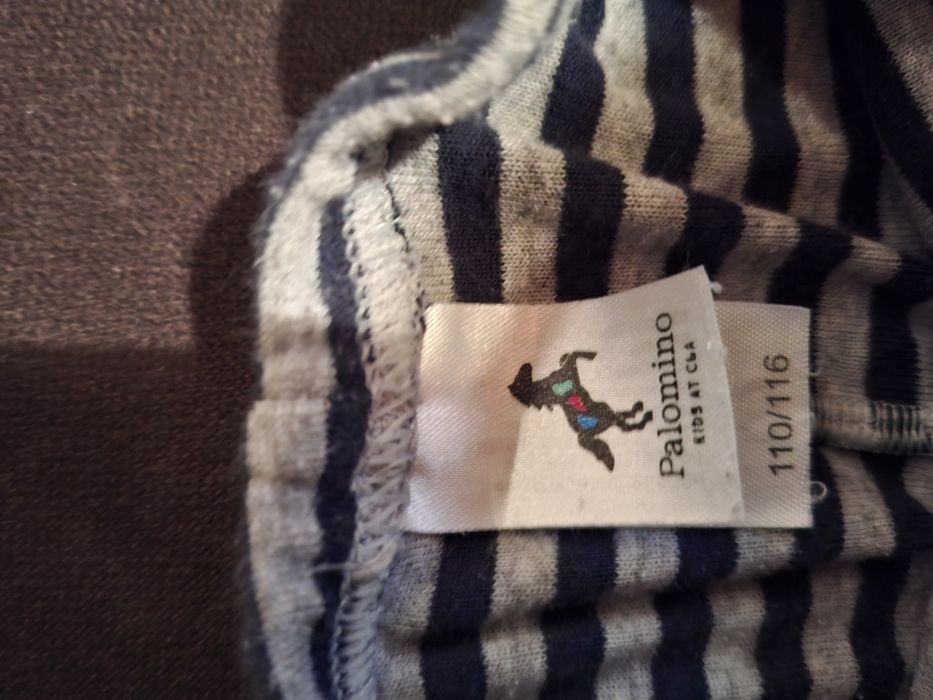 Palomino
KIDS AT C&A
110/116